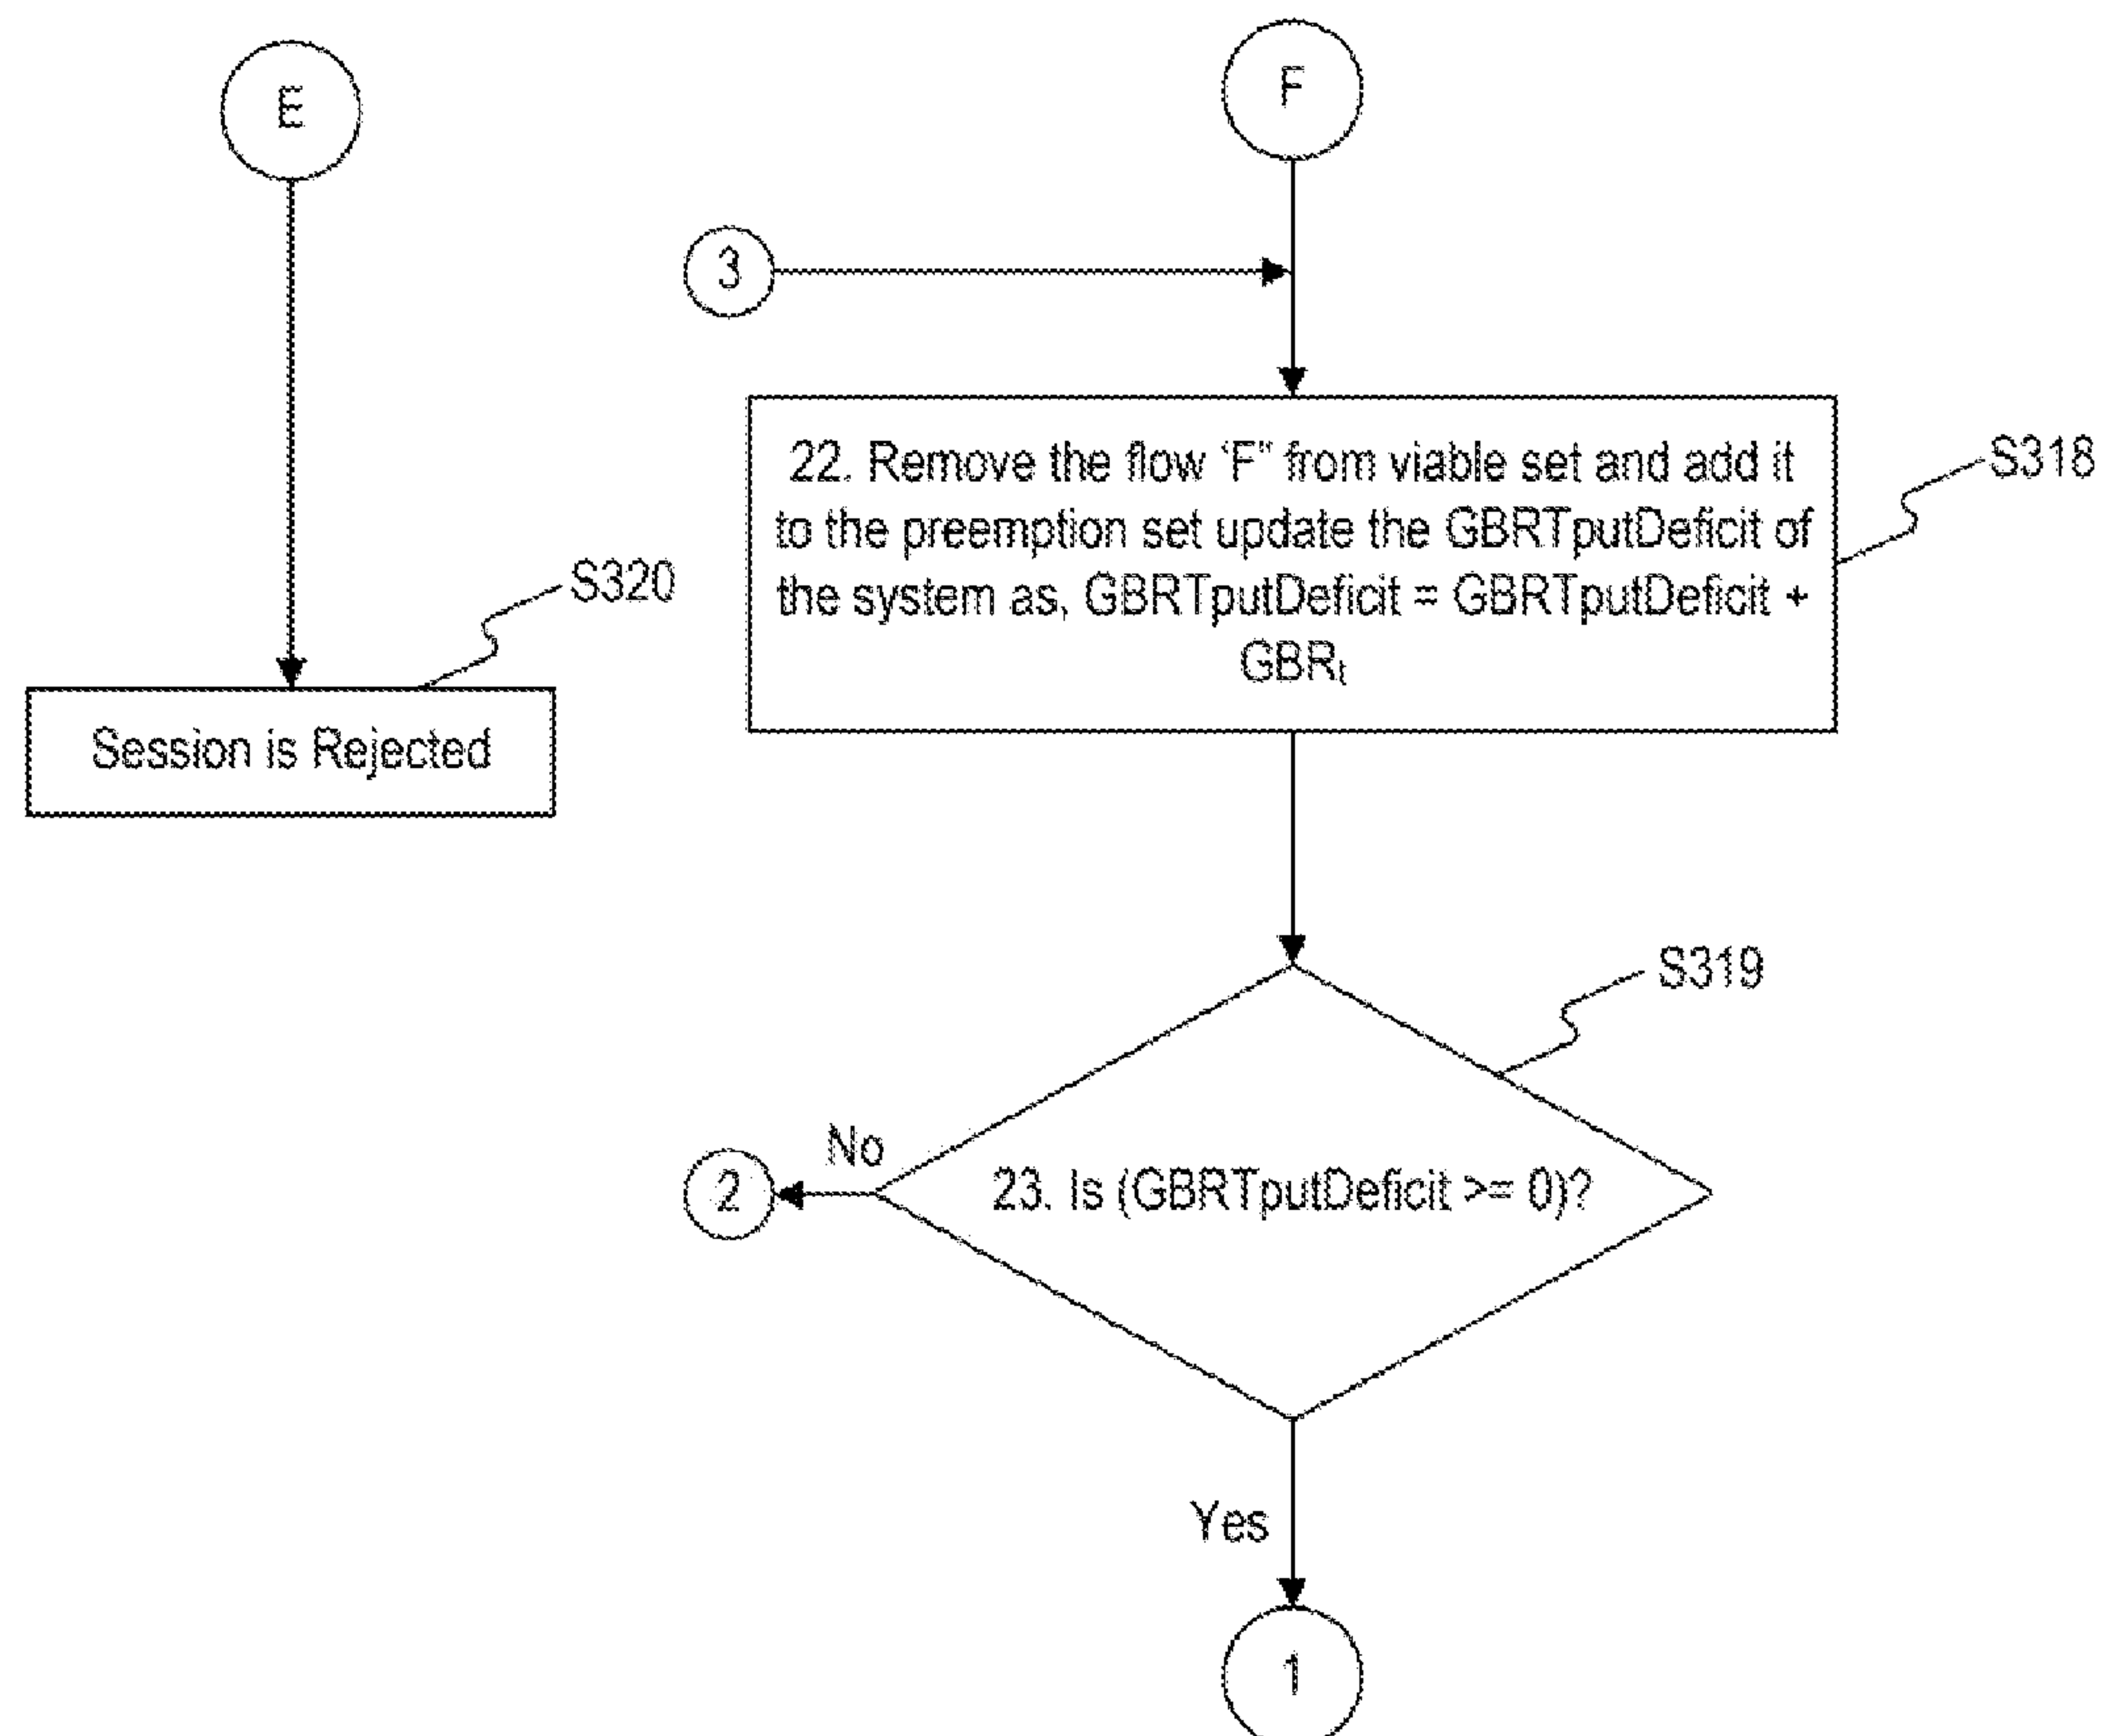 E
F
3
22. Remove the flow 'F" from viable set and add it
to the preemption set update the GBRTputDeficit of
the system as, GBRTputDeficit = GBRTputDeficit +
GBRₜ
S318
S320
Session is Rejected
S319
No
2
23. Is (GBRTputDeficit >= 0)?
Yes
1